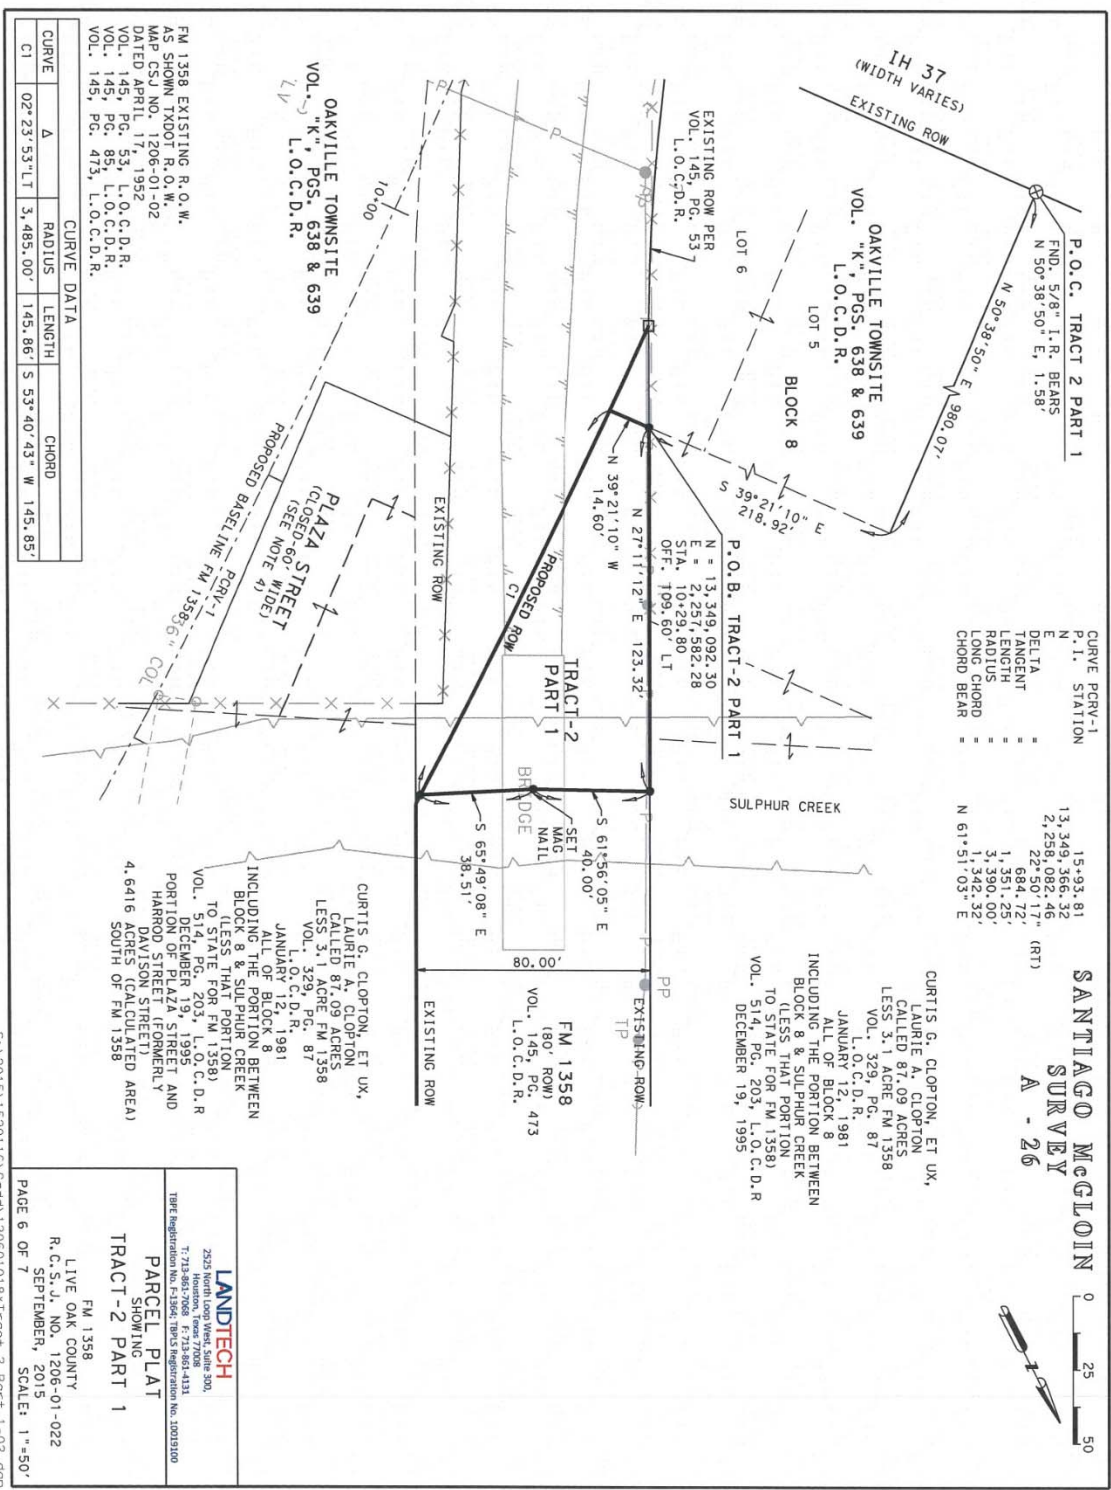 P.O.C. TRACT 2 PART 1
FND. 5/8" I.R. BEARS
N 50°38'50" E, 1.58'
IH 37
(WIDTH VARIES)
EXISTING ROW
N 50°38'50" E 980.07'
OAKVILLE TOWNSITE
VOL. "K", PGS. 638 & 639
L.O.C.D.R.
BLOCK 8
LOT 5
LOT 6
S 39°21'10" E
218.92'
EXISTING ROW PER
VOL. 145, PG. 53
L.O.C.D.R.
CURVE PCRV-1
P.I. STATION 15+93.81
N 13,349,366.32
E 2,258,082.46
DELTA = 22°50'17" (RT)
TANGENT = 684.72'
LENGTH = 1,351.25'
RADIUS = 3,390.00'
LONG CHORD = 1,342.32'
CHORD BEAR = N 61°51'03" E
SANTIAGO McGLOIN
SURVEY
A - 26
0 25 50
CURTIS G. CLOPTON, ET UX,
LAURIE A. CLOPTON
CALLED 87.09 ACRES
LESS 3.1 ACRE FM 1358
VOL. 329, PG. 87
L.O.C.D.R.
JANUARY 12, 1981
ALL OF BLOCK 8
INCLUDING THE PORTION BETWEEN
BLOCK 8 & SULPHUR CREEK
(LESS THAT PORTION
TO STATE FOR FM 1358)
VOL. 514, PG. 203, L.O.C.D.R
DECEMBER 19, 1995
P.O.B. TRACT-2 PART 1
N = 13,349,092.30
E = 2,257,582.28
STA. 10+29.80
OFF. 109.60' LT
SULPHUR CREEK
N 27°11'12" E 123.32'
N 39°21'10" W
14.60'
PP
TP
EXISTING ROW
TRACT-2
PART 1
PROPOSED ROW
C1
BRIDGE
SET
MAG
NAIL
S 61°56'05" E
40.00'
S 65°49'08" E
38.51'
80.00'
FM 1358
(80' ROW)
VOL. 145, PG. 473
L.O.C.D.R.
EXISTING ROW
EXISTING ROW
OAKVILLE TOWNSITE
VOL. "K", PGS. 638 & 639
L.O.C.D.R.
10+00
PLAZA STREET
(CLOSED-60' WIDE)
(SEE NOTE 4)
PROPOSED BASELINE FM 1358
PCRV-1
36" COL
CURTIS G. CLOPTON, ET UX,
LAURIE A. CLOPTON
CALLED 87.09 ACRES
LESS 3.1 ACRE FM 1358
VOL. 329, PG. 87
L.O.C.D.R.
JANUARY 12, 1981
ALL OF BLOCK 8
INCLUDING THE PORTION BETWEEN
BLOCK 8 & SULPHUR CREEK
(LESS THAT PORTION
TO STATE FOR FM 1358)
VOL. 514, PG. 203, L.O.C.D.R
DECEMBER 19, 1995
PORTION OF PLAZA STREET AND
HARROD STREET (FORMERLY
DAVISON STREET)
4.6416 ACRES (CALCULATED AREA)
SOUTH OF FM 1358
FM 1358 EXISTING R.O.W.
AS SHOWN TXDOT R.O.W.
MAP CSJ NO. 1206-01-02
DATED APRIL 17, 1952
VOL. 145, PG. 53, L.O.C.D.R.
VOL. 145, PG. 85, L.O.C.D.R.
VOL. 145, PG. 473, L.O.C.D.R.
CURVE DATA
CURVE Δ RADIUS LENGTH CHORD
C1 02°23'53"LT 3,485.00' 145.86' S 53°40'43" W 145.85'
LANDTECH
2525 North Loop West, Suite 300,
Houston, Texas 77008
T: 713-861-7068 F: 713-861-4131
TBPE Registration No. F-1364; TBPLS Registration No. 10019100
PARCEL PLAT
SHOWING
TRACT-2 PART 1
FM 1358
LIVE OAK COUNTY
R.C.S.J. NO. 1206-01-022
SEPTEMBER, 2015
PAGE 6 OF 7 SCALE: 1"=50'